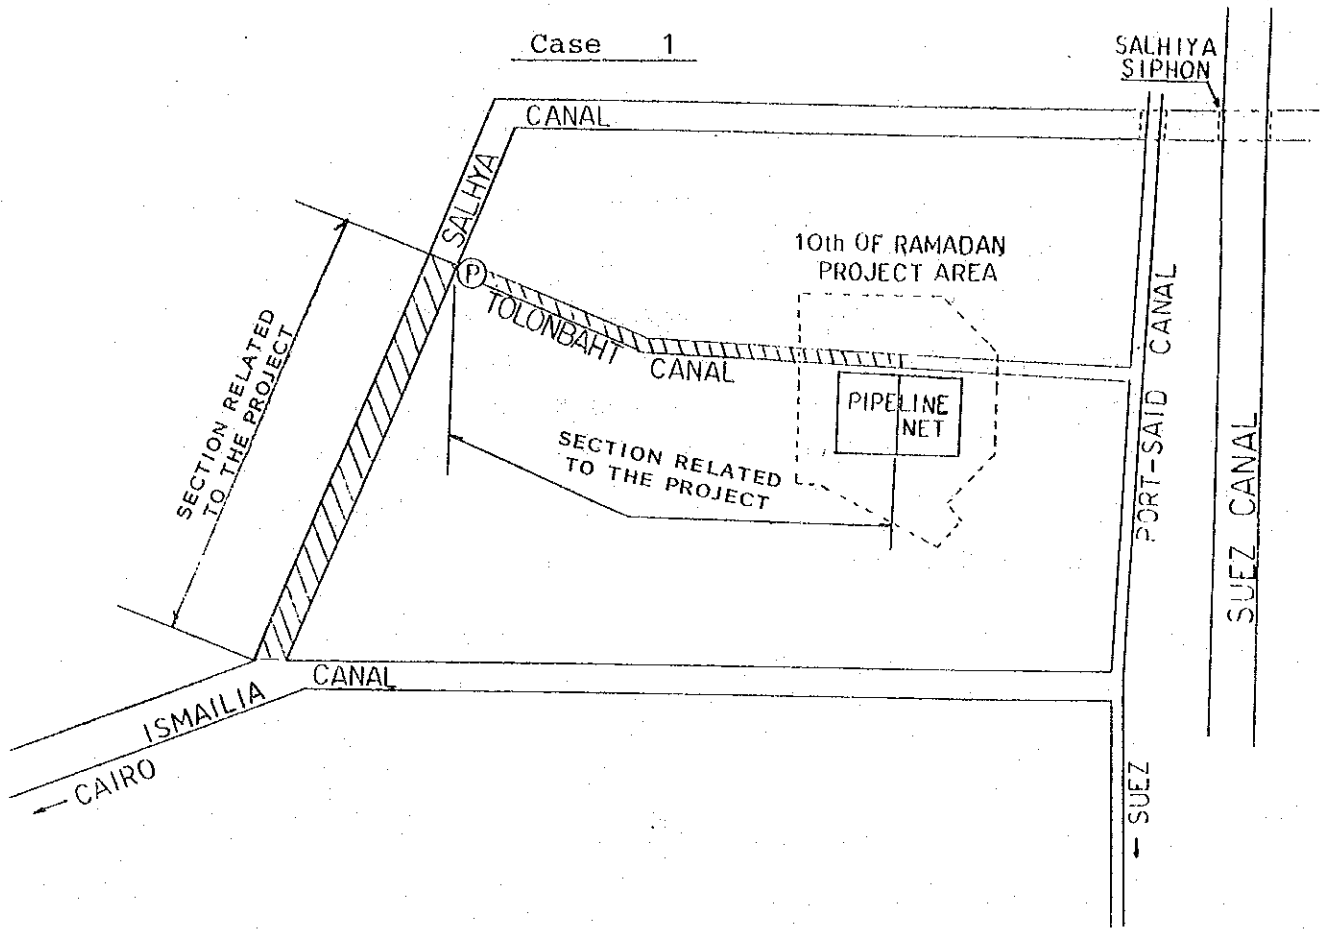 Case 1
SALHIYA
SIPHON
CANAL
SALHYA
10th OF RAMADAN
PROJECT AREA
P
TOLONBAHT
CANAL
SECTION RELATED
TO THE PROJECT
PIPELINE
NET
SECTION RELATED
TO THE PROJECT
PORT-SAID CANAL
SUEZ CANAL
ISMAILIA
CANAL
← CAIRO
← SUEZ